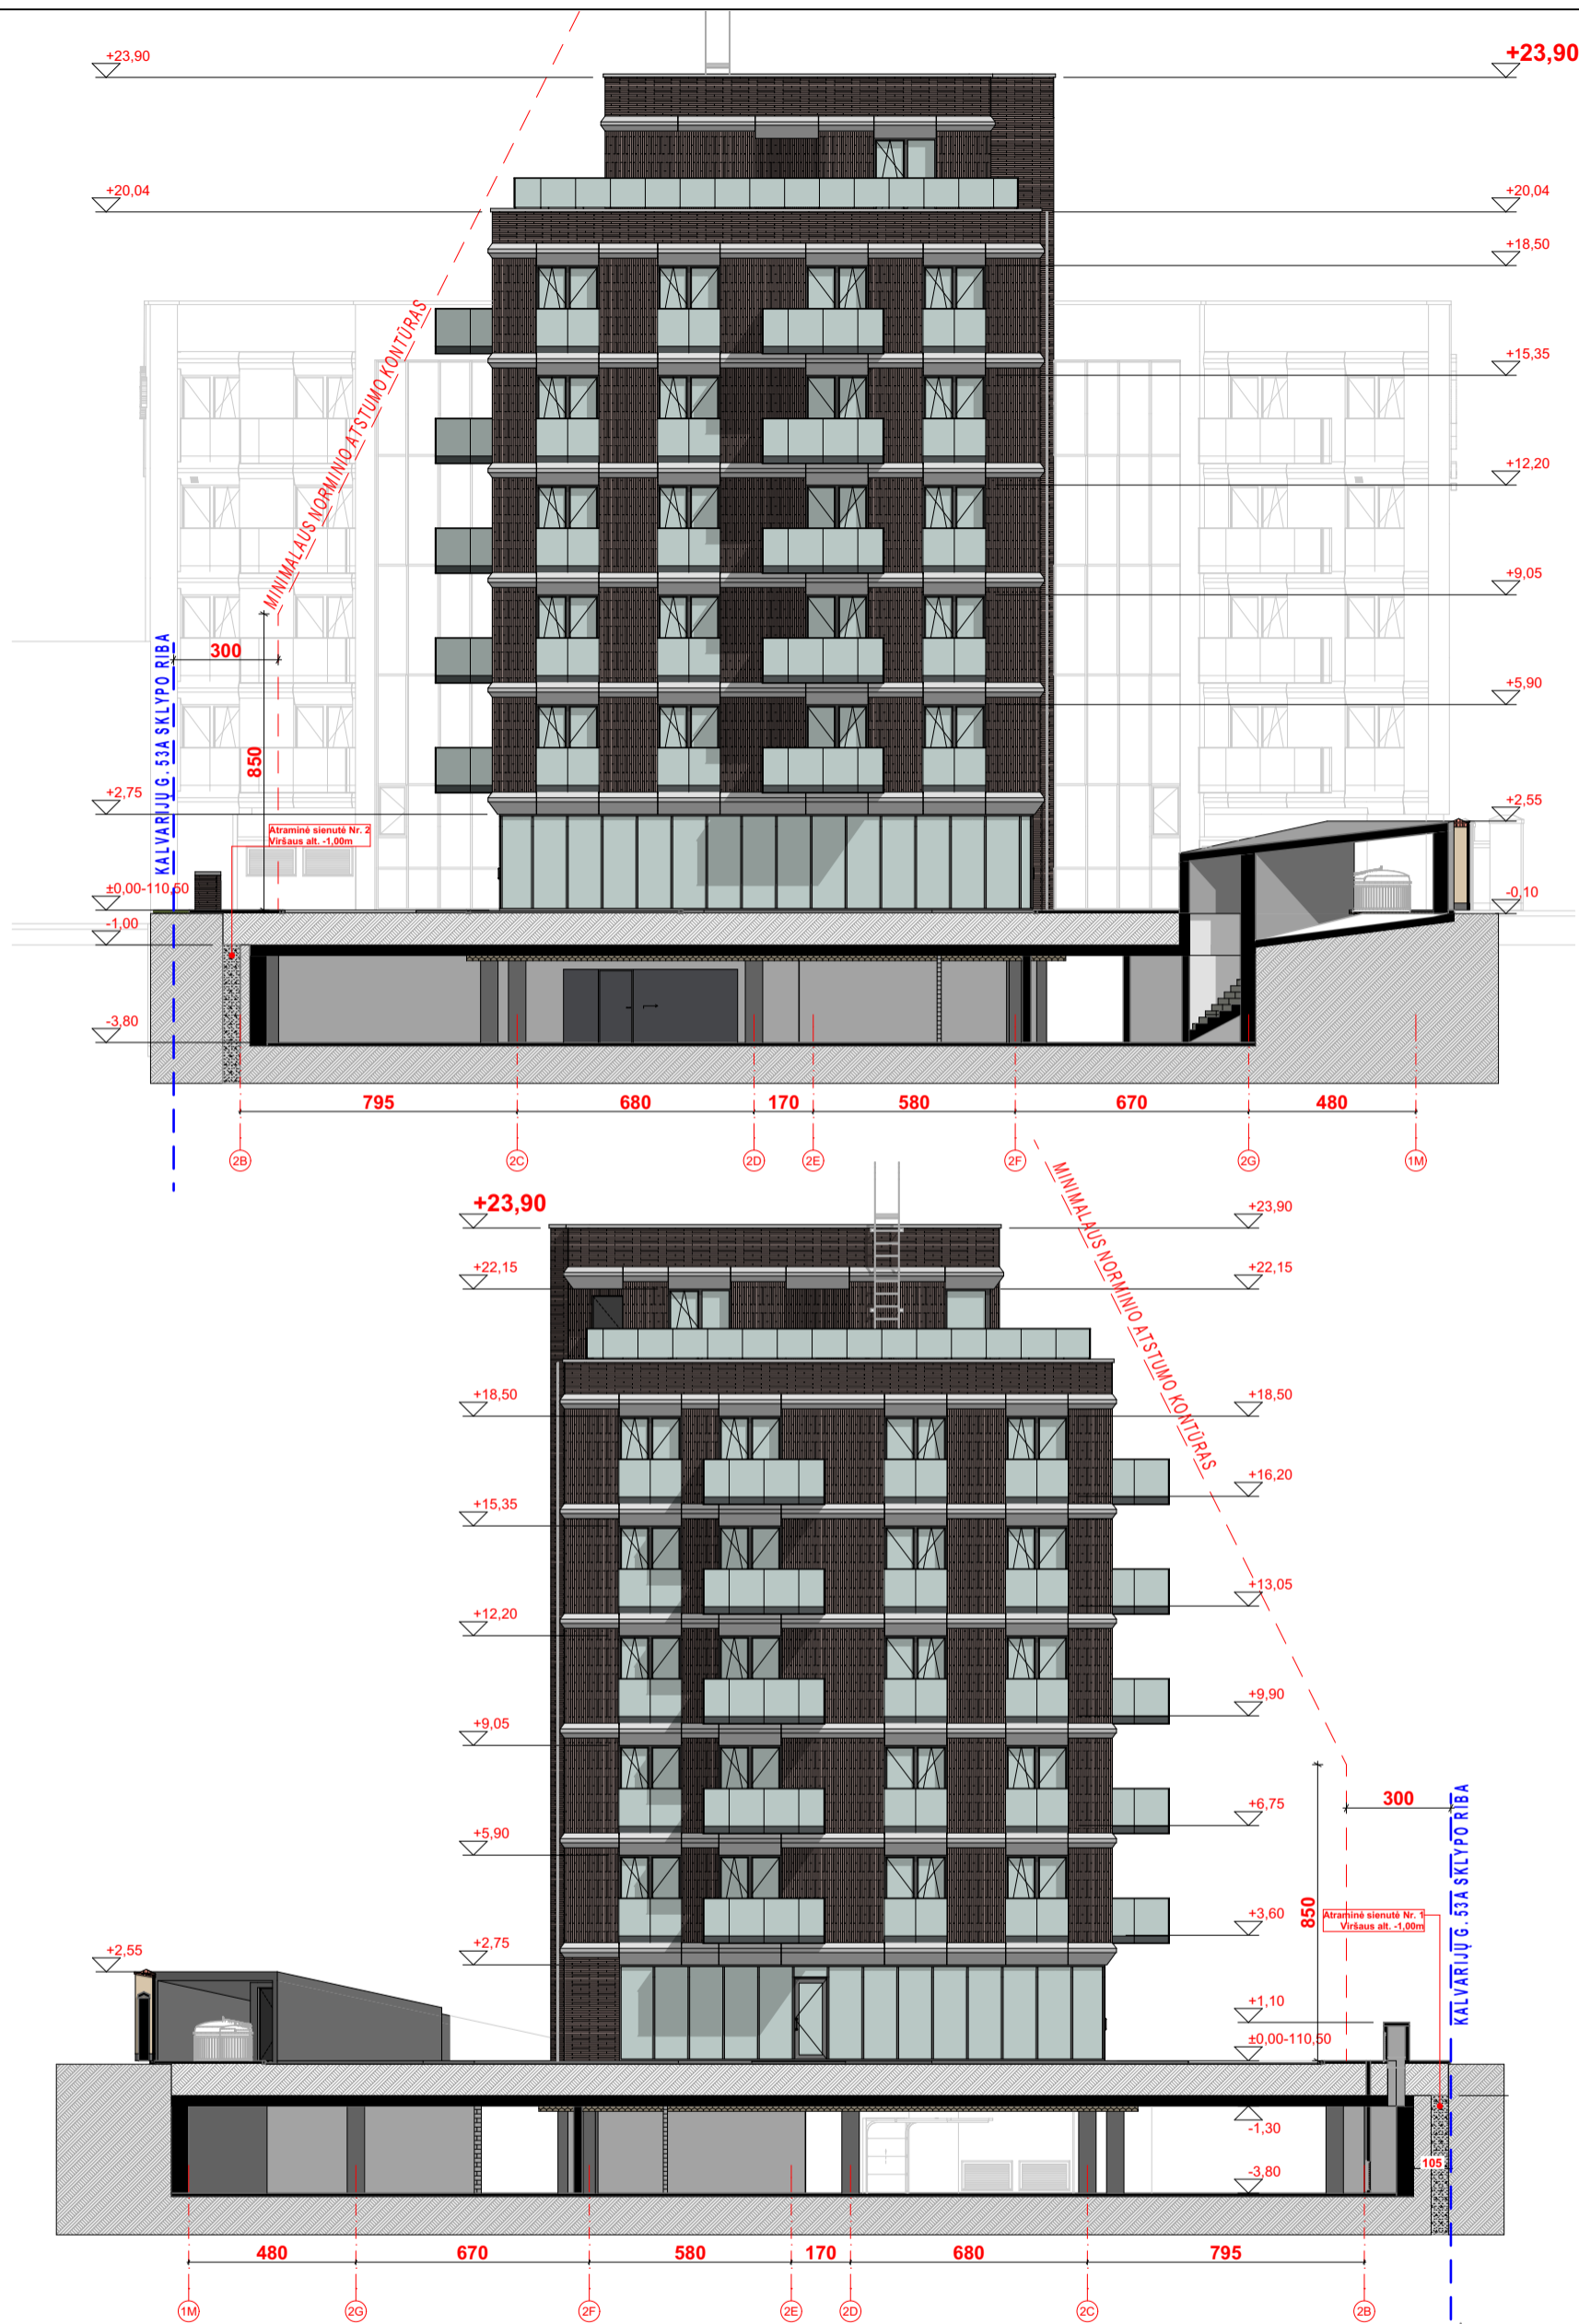 +23,90
+23,90
+20,04
+20,04
+18,50
MINIMALAUS NORMINIO ATSTUMO KONTŪRAS
+15,35
+12,20
+9,05
KALVARIJŲ G. 53A SKLYPO RIBA
300
+5,90
850
+2,75
+2,55
Atraminė sienutė Nr. 2
Viršaus alt. -1,00m
±0,00-110,50
-0,10
-1,00
-3,80
795
680
170
580
670
480
2B
2C
2D
2E
2F
2G
1M
MINIMALAUS NORMINIO ATSTUMO KONTŪRAS
+23,90
+23,90
+22,15
+22,15
+18,50
+18,50
+16,20
+15,35
+13,05
+12,20
+9,90
+9,05
KALVARIJŲ G. 53A SKLYPO RIBA
300
+6,75
+5,90
850
+3,60
Atraminė sienutė Nr. 1
Viršaus alt. -1,00m
+2,55
+2,75
+1,10
±0,00-110,50
-1,30
105
-3,80
480
670
580
170
680
795
1M
2G
2F
2E
2D
2C
2B